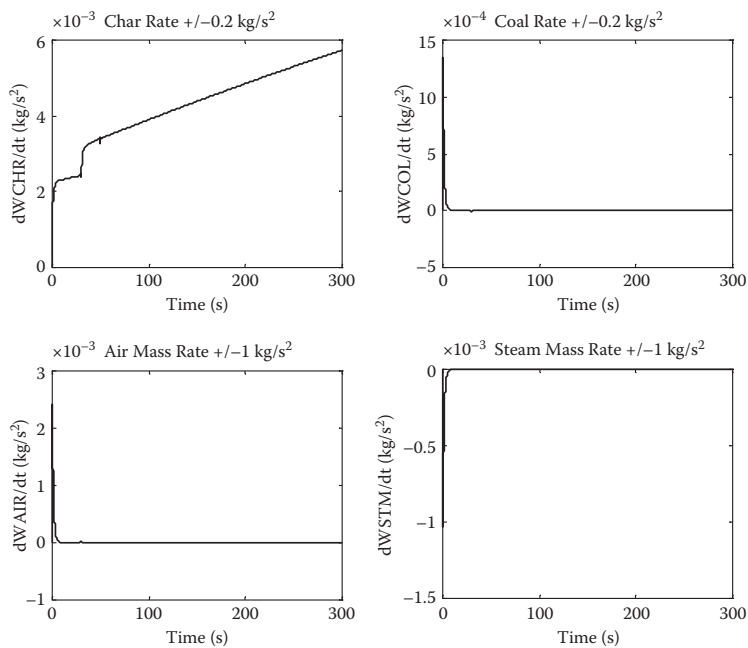 ×10⁻³ Char Rate +/−0.2 kg/s²
6
4
2
0
dWCHR/dt (kg/s²)
0 100 200 300
Time (s)
×10⁻⁴ Coal Rate +/−0.2 kg/s²
15
10
5
0
−5
dWCOL/dt (kg/s²)
0 100 200 300
Time (s)
×10⁻³ Air Mass Rate +/−1 kg/s²
3
2
1
0
−1
dWAIR/dt (kg/s²)
0 100 200 300
Time (s)
×10⁻³ Steam Mass Rate +/−1 kg/s²
0
−0.5
−1
−1.5
dWSTM/dt (kg/s²)
0 100 200 300
Time (s)